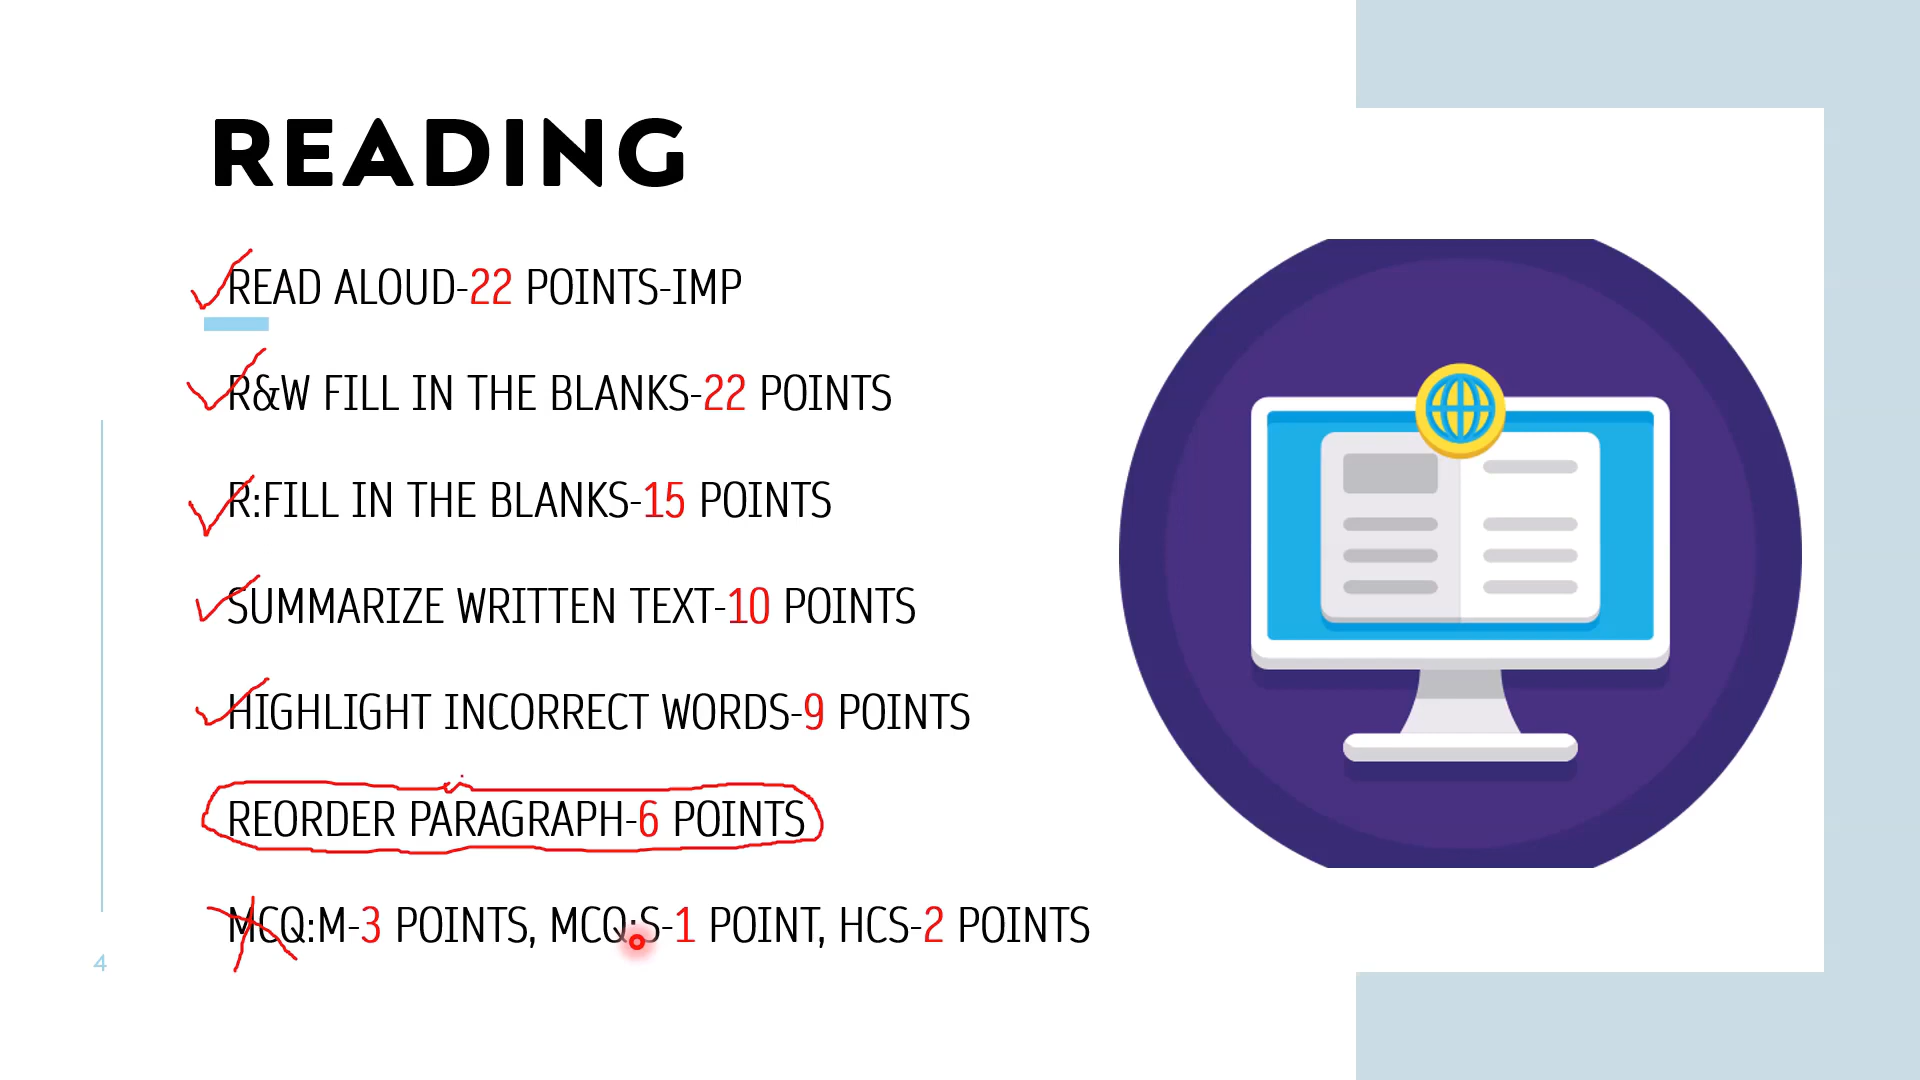 READING
READ ALOUD-22 POINTS-IMP
R&W FILL IN THE BLANKS-22 POINTS
R:FILL IN THE BLANKS-15 POINTS
SUMMARIZE WRITTEN TEXT-10 POINTS
HIGHLIGHT INCORRECT WORDS-9 POINTS
REORDER PARAGRAPH-6 POINTS
MCQ:M-3 POINTS, MCQ:S-1 POINT, HCS-2 POINTS
4